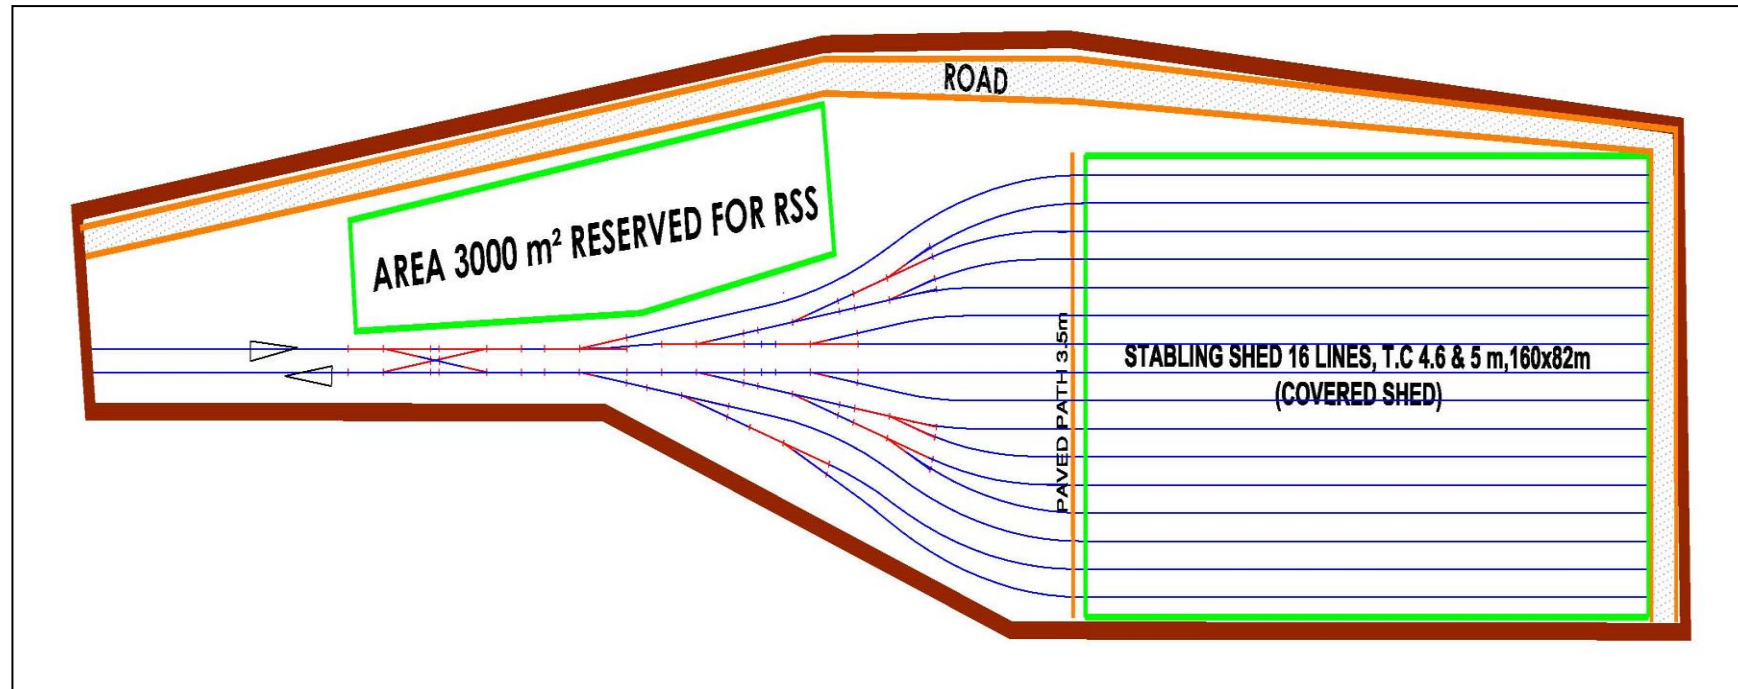 ROAD
AREA 3000 m² RESERVED FOR RSS
PAVED PATH 3.5m
STABLING SHED 16 LINES, T.C 4.6 & 5 m,160x82m
(COVERED SHED)